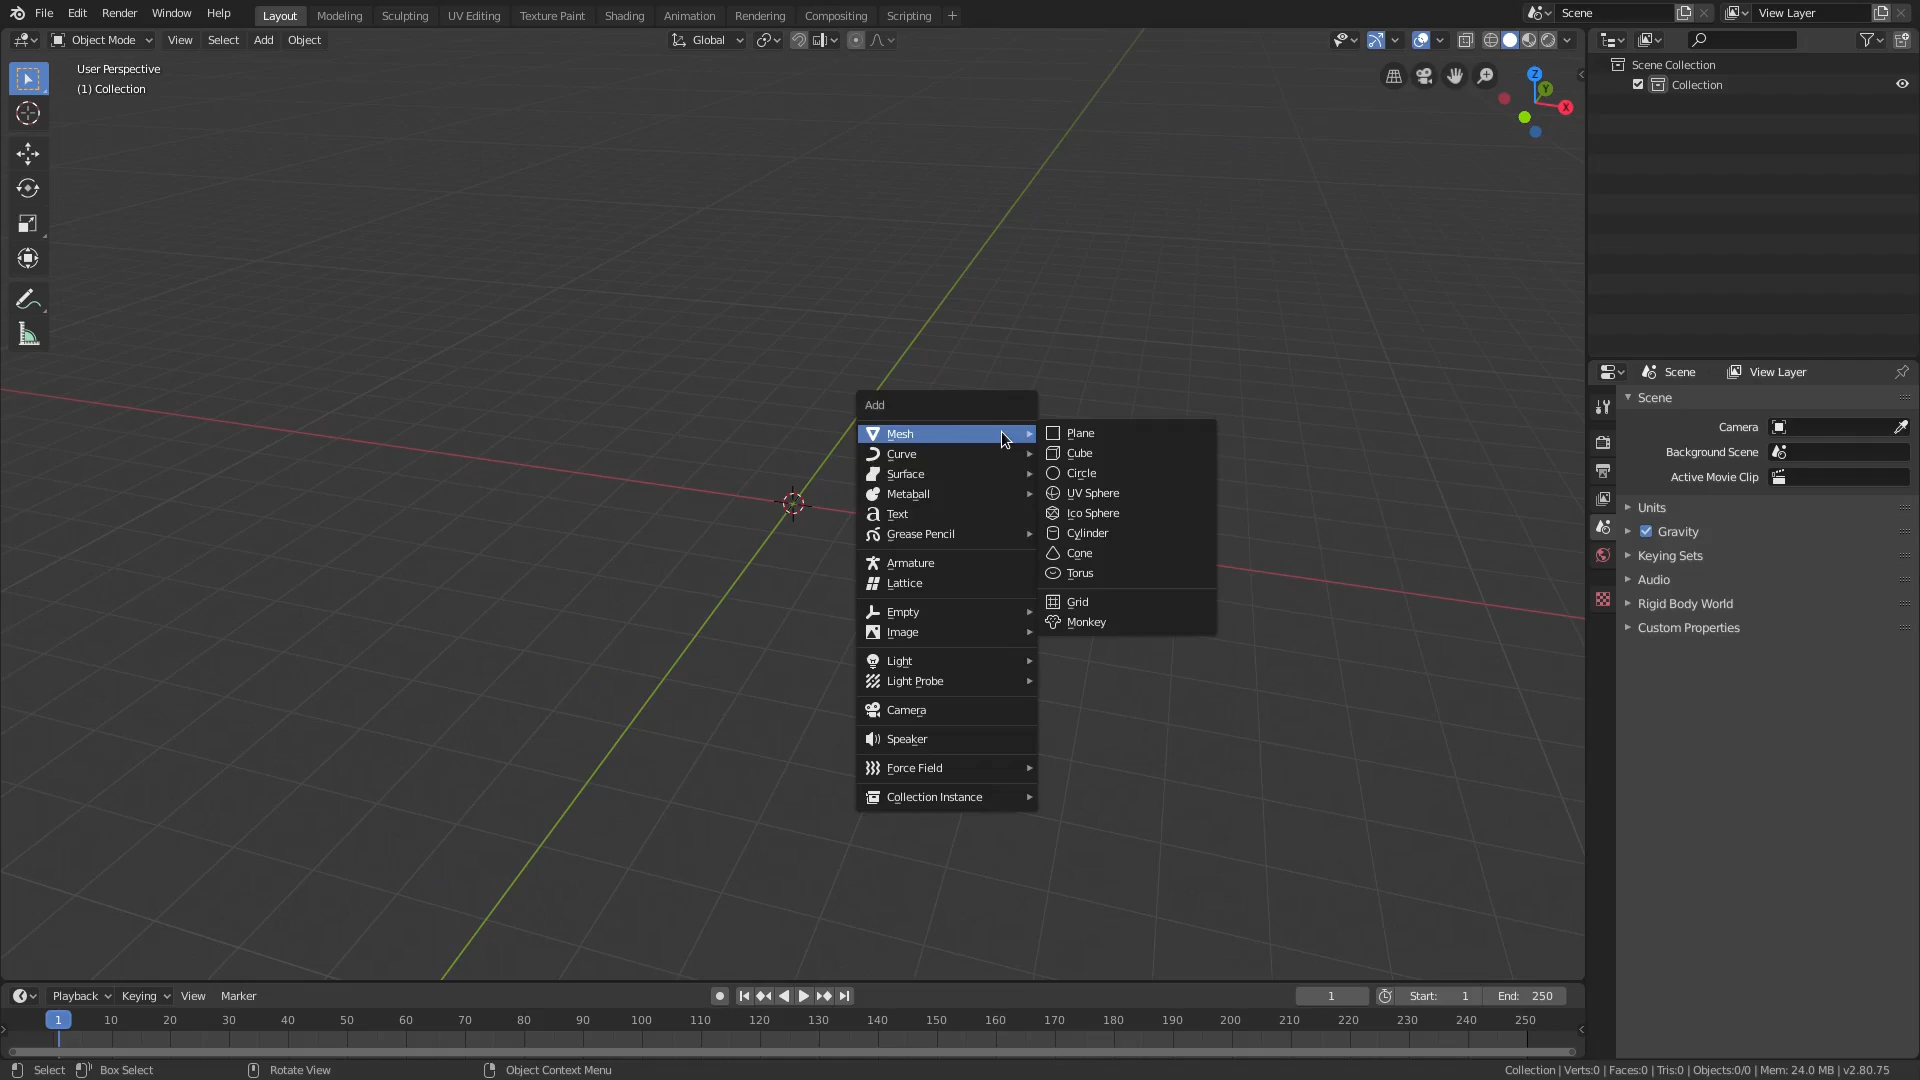 File Edit Render Window Help Layout Modeling Sculpting UV Editing Texture Paint Shading Animation Rendering Compositing Scripting + Scene View Layer
Object Mode View Select Add Object Global
User Perspective
(1) Collection
Z
Y
X
Scene Collection
Collection
Add
Mesh
Curve
Surface
Metaball
Text
Grease Pencil
Armature
Lattice
Empty
Image
Light
Light Probe
Camera
Speaker
Force Field
Collection Instance
Plane
Cube
Circle
UV Sphere
Ico Sphere
Cylinder
Cone
Torus
Grid
Monkey
Scene View Layer
Scene
Camera
Background Scene
Active Movie Clip
Units
Gravity
Keying Sets
Audio
Rigid Body World
Custom Properties
Playback Keying View Marker 1 Start: 1 End: 250
1 10 20 30 40 50 60 70 80 90 100 110 120 130 140 150 160 170 180 190 200 210 220 230 240 250
Select Box Select Rotate View Object Context Menu Collection | Verts:0 | Faces:0 | Tris:0 | Objects:0/0 | Mem: 24.0 MB | v2.80.75